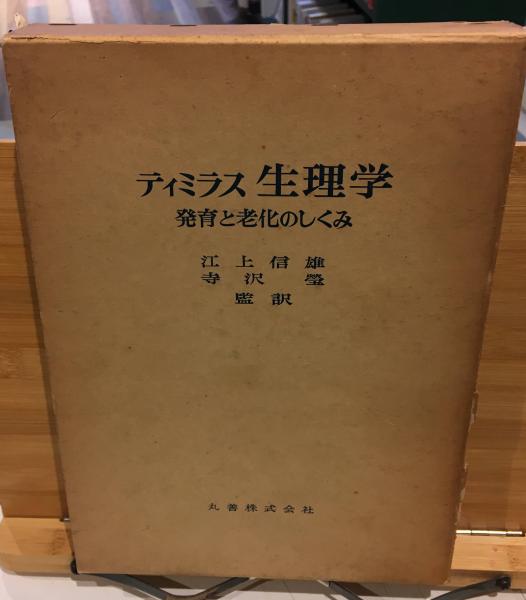 ティミラス 生理学
発育と老化のしくみ
江上信雄
寺沢瑩
監訳
丸善株式会社